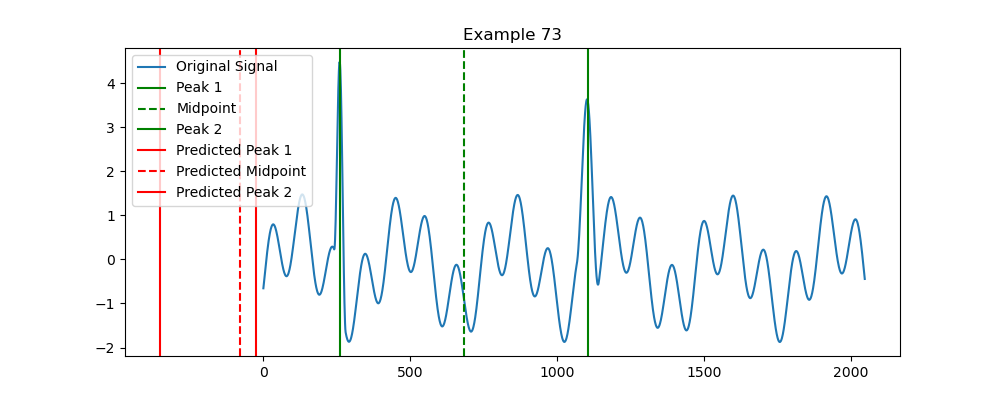 Example 73
Original Signal
Peak 1
Midpoint
Peak 2
Predicted Peak 1
Predicted Midpoint
Predicted Peak 2
4
3
2
1
0
−1
−2
0 500 1000 1500 2000